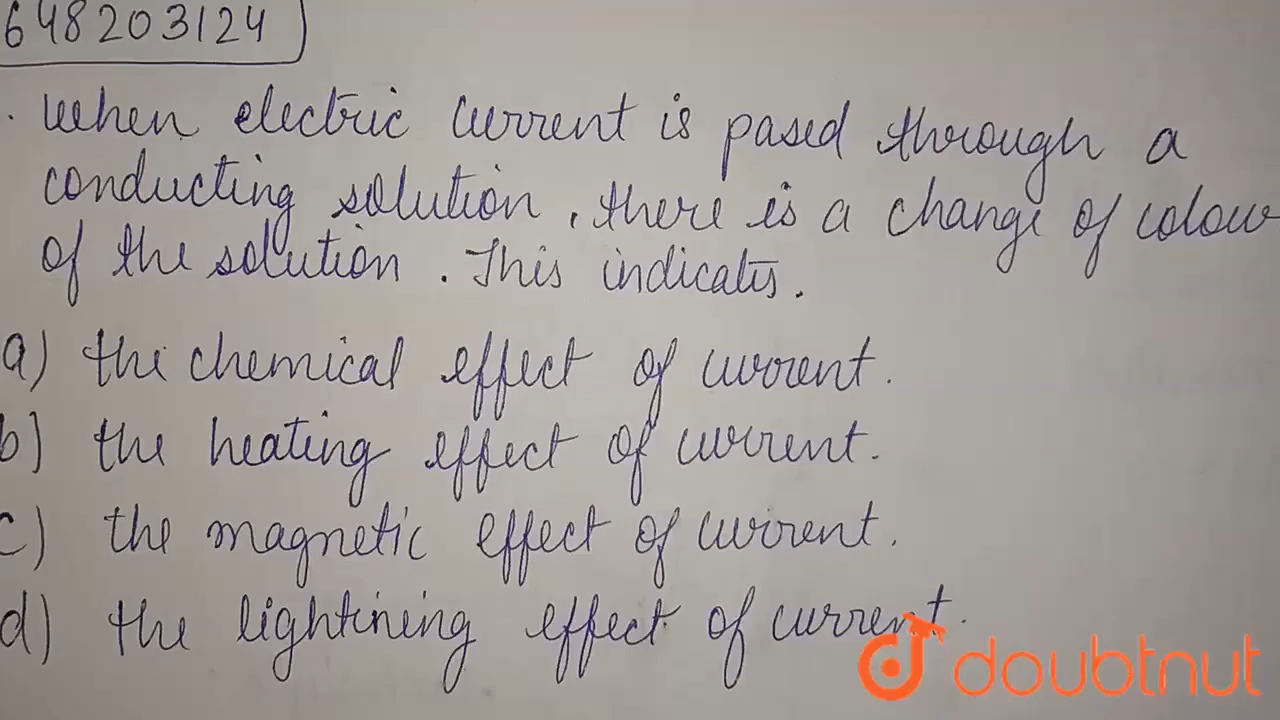 648203124
. When electric current is pased through a
conducting solution, there is a change of colour
of the solution. This indicates.
a) the chemical effect of current.
b) the heating effect of current.
c) the magnetic effect of current.
d) the lightining effect of current.
doubtnut